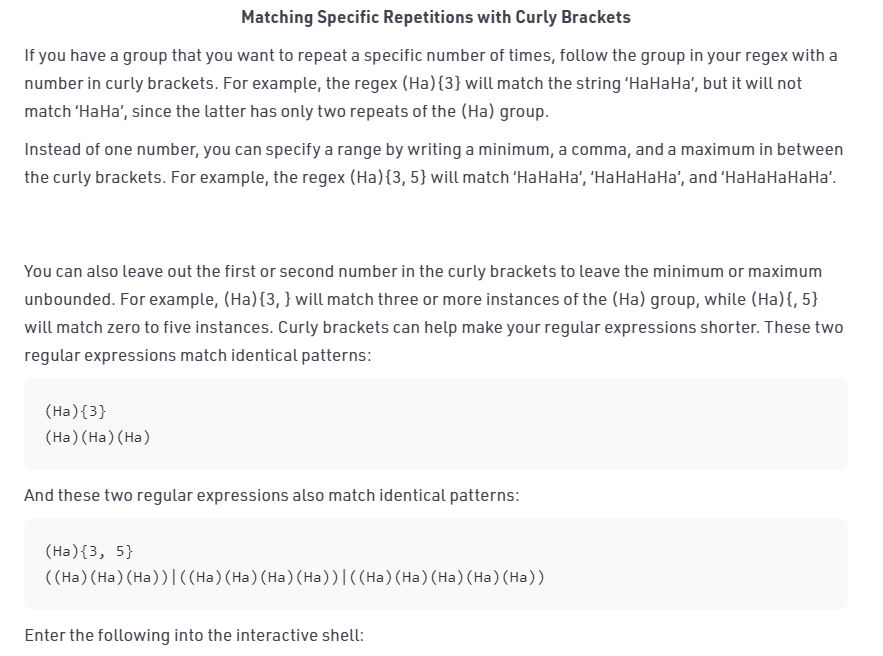 Matching Specific Repetitions with Curly Brackets
If you have a group that you want to repeat a specific number of times, follow the group in your regex with a
number in curly brackets. For example, the regex (Ha){3} will match the string ‘HaHaHa’, but it will not
match ‘HaHa’, since the latter has only two repeats of the (Ha) group.
Instead of one number, you can specify a range by writing a minimum, a comma, and a maximum in between
the curly brackets. For example, the regex (Ha){3, 5} will match ‘HaHaHa’, ‘HaHaHaHa’, and ‘HaHaHaHaHa’.
You can also leave out the first or second number in the curly brackets to leave the minimum or maximum
unbounded. For example, (Ha){3, } will match three or more instances of the (Ha) group, while (Ha){, 5}
will match zero to five instances. Curly brackets can help make your regular expressions shorter. These two
regular expressions match identical patterns:
(Ha){3}
(Ha)(Ha)(Ha)
And these two regular expressions also match identical patterns:
(Ha){3, 5}
((Ha)(Ha)(Ha))|((Ha)(Ha)(Ha)(Ha))|((Ha)(Ha)(Ha)(Ha)(Ha))
Enter the following into the interactive shell: